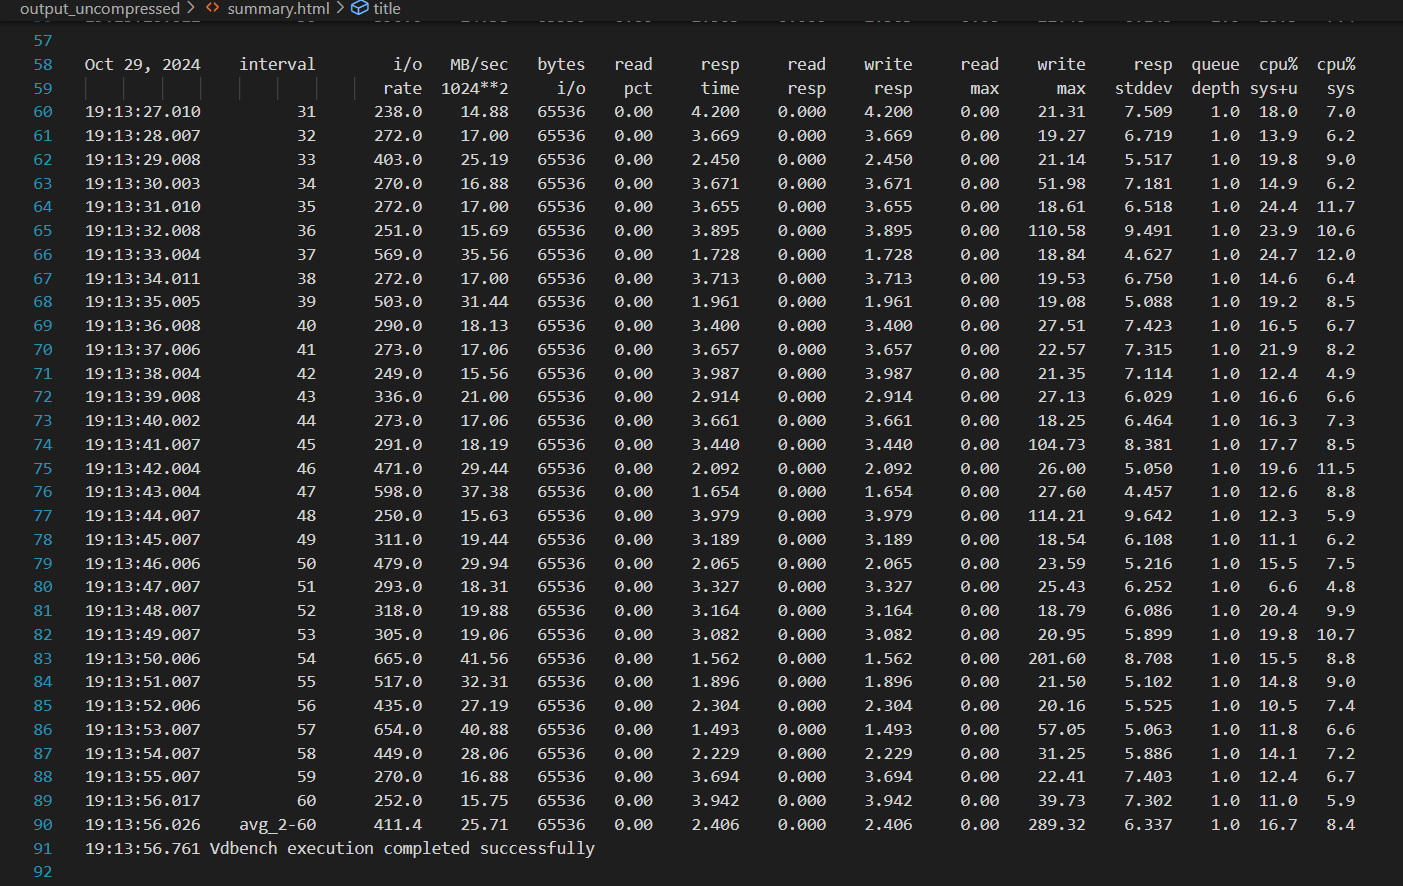 output_uncompressed > summary.html > title
57
58 Oct 29, 2024 interval i/o MB/sec bytes read resp read write read write resp queue cpu% cpu%
59 rate 1024**2 i/o pct time resp resp max max stddev depth sys+u sys
60 19:13:27.010 31 238.0 14.88 65536 0.00 4.200 0.000 4.200 0.00 21.31 7.509 1.0 18.0 7.0
61 19:13:28.007 32 272.0 17.00 65536 0.00 3.669 0.000 3.669 0.00 19.27 6.719 1.0 13.9 6.2
62 19:13:29.008 33 403.0 25.19 65536 0.00 2.450 0.000 2.450 0.00 21.14 5.517 1.0 19.8 9.0
63 19:13:30.003 34 270.0 16.88 65536 0.00 3.671 0.000 3.671 0.00 51.98 7.181 1.0 14.9 6.2
64 19:13:31.010 35 272.0 17.00 65536 0.00 3.655 0.000 3.655 0.00 18.61 6.518 1.0 24.4 11.7
65 19:13:32.008 36 251.0 15.69 65536 0.00 3.895 0.000 3.895 0.00 110.58 9.491 1.0 23.9 10.6
66 19:13:33.004 37 569.0 35.56 65536 0.00 1.728 0.000 1.728 0.00 18.84 4.627 1.0 24.7 12.0
67 19:13:34.011 38 272.0 17.00 65536 0.00 3.713 0.000 3.713 0.00 19.53 6.750 1.0 14.6 6.4
68 19:13:35.005 39 503.0 31.44 65536 0.00 1.961 0.000 1.961 0.00 19.08 5.088 1.0 19.2 8.5
69 19:13:36.008 40 290.0 18.13 65536 0.00 3.400 0.000 3.400 0.00 27.51 7.423 1.0 16.5 6.7
70 19:13:37.006 41 273.0 17.06 65536 0.00 3.657 0.000 3.657 0.00 22.57 7.315 1.0 21.9 8.2
71 19:13:38.004 42 249.0 15.56 65536 0.00 3.987 0.000 3.987 0.00 21.35 7.114 1.0 12.4 4.9
72 19:13:39.008 43 336.0 21.00 65536 0.00 2.914 0.000 2.914 0.00 27.13 6.029 1.0 16.6 6.6
73 19:13:40.002 44 273.0 17.06 65536 0.00 3.661 0.000 3.661 0.00 18.25 6.464 1.0 16.3 7.3
74 19:13:41.007 45 291.0 18.19 65536 0.00 3.440 0.000 3.440 0.00 104.73 8.381 1.0 17.7 8.5
75 19:13:42.004 46 471.0 29.44 65536 0.00 2.092 0.000 2.092 0.00 26.00 5.050 1.0 19.6 11.5
76 19:13:43.004 47 598.0 37.38 65536 0.00 1.654 0.000 1.654 0.00 27.60 4.457 1.0 12.6 8.8
77 19:13:44.007 48 250.0 15.63 65536 0.00 3.979 0.000 3.979 0.00 114.21 9.642 1.0 12.3 5.9
78 19:13:45.007 49 311.0 19.44 65536 0.00 3.189 0.000 3.189 0.00 18.54 6.108 1.0 11.1 6.2
79 19:13:46.006 50 479.0 29.94 65536 0.00 2.065 0.000 2.065 0.00 23.59 5.216 1.0 15.5 7.5
80 19:13:47.007 51 293.0 18.31 65536 0.00 3.327 0.000 3.327 0.00 25.43 6.252 1.0 6.6 4.8
81 19:13:48.007 52 318.0 19.88 65536 0.00 3.164 0.000 3.164 0.00 18.79 6.086 1.0 20.4 9.9
82 19:13:49.007 53 305.0 19.06 65536 0.00 3.082 0.000 3.082 0.00 20.95 5.899 1.0 19.8 10.7
83 19:13:50.006 54 665.0 41.56 65536 0.00 1.562 0.000 1.562 0.00 201.60 8.708 1.0 15.5 8.8
84 19:13:51.007 55 517.0 32.31 65536 0.00 1.896 0.000 1.896 0.00 21.50 5.102 1.0 14.8 9.0
85 19:13:52.006 56 435.0 27.19 65536 0.00 2.304 0.000 2.304 0.00 20.16 5.525 1.0 10.5 7.4
86 19:13:53.007 57 654.0 40.88 65536 0.00 1.493 0.000 1.493 0.00 57.05 5.063 1.0 11.8 6.6
87 19:13:54.007 58 449.0 28.06 65536 0.00 2.229 0.000 2.229 0.00 31.25 5.886 1.0 14.1 7.2
88 19:13:55.007 59 270.0 16.88 65536 0.00 3.694 0.000 3.694 0.00 22.41 7.403 1.0 12.4 6.7
89 19:13:56.017 60 252.0 15.75 65536 0.00 3.942 0.000 3.942 0.00 39.73 7.302 1.0 11.0 5.9
90 19:13:56.026 avg_2-60 411.4 25.71 65536 0.00 2.406 0.000 2.406 0.00 289.32 6.337 1.0 16.7 8.4
91 19:13:56.761 Vdbench execution completed successfully
92